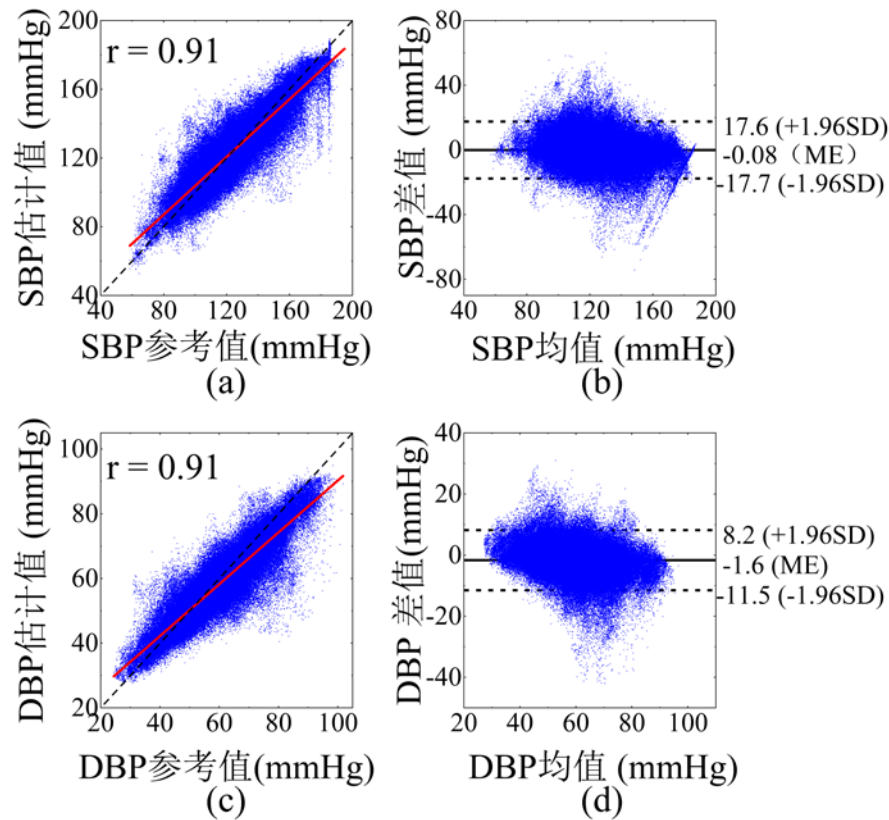 r = 0.91
SBP估计值 (mmHg)
200
160
120
80
40
40 80 120 160 200
SBP参考值(mmHg)
(a)
SBP差值 (mmHg)
80
40
0
-40
-80
17.6 (+1.96SD)
-0.08（ME）
-17.7 (-1.96SD)
40 80 120 160 200
SBP均值 (mmHg)
(b)
r = 0.91
DBP估计值 (mmHg)
100
80
60
40
20
20 40 60 80 100
DBP参考值(mmHg)
(c)
DBP 差值(mmHg)
40
20
0
-20
-40
8.2 (+1.96SD)
-1.6 (ME)
-11.5 (-1.96SD)
20 40 60 80 100
DBP均值 (mmHg)
(d)